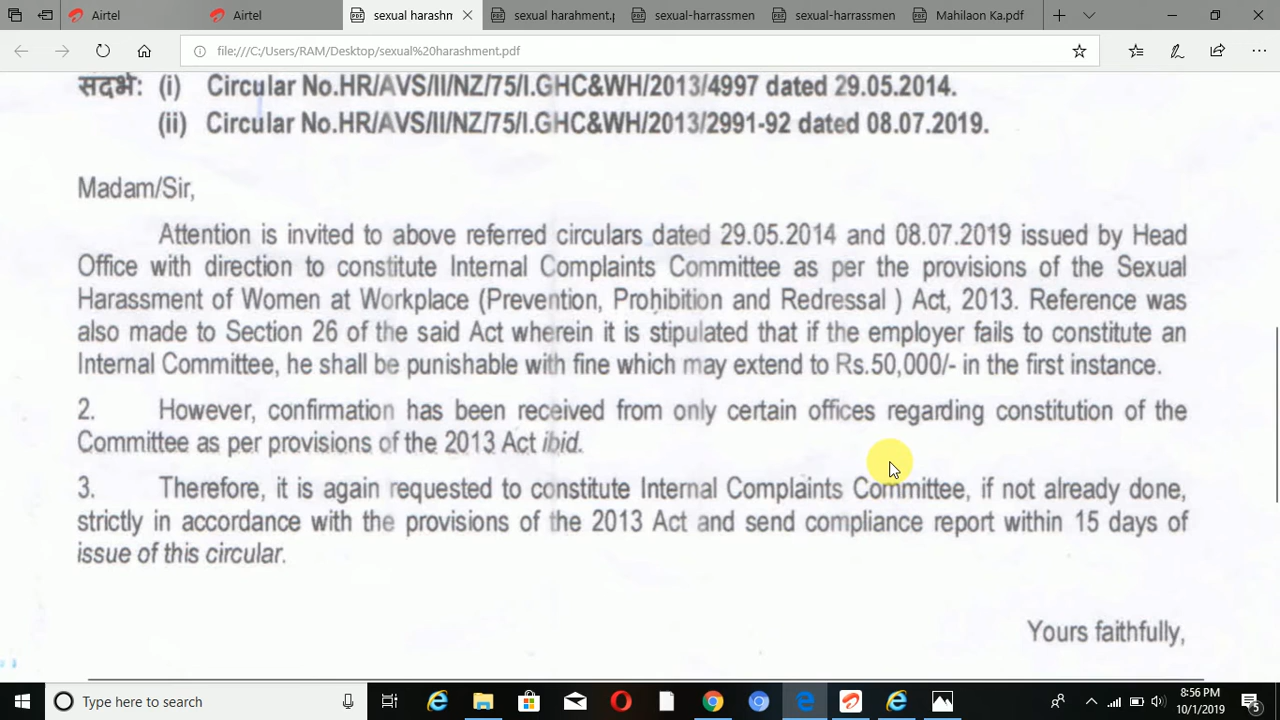 Airtel
Airtel
sexual harashm
sexual harahment.p
sexual-harrassmen
sexual-harrassmen
Mahilaon Ka.pdf
file:///C:/Users/RAM/Desktop/sexual%20harashment.pdf
सदर्भ: (i) Circular No.HR/AVS/II/NZ/75/I.GHC&WH/2013/4997 dated 29.05.2014.
(ii) Circular No.HR/AVS/II/NZ/75/I.GHC&WH/2013/2991-92 dated 08.07.2019.
Madam/Sir,
Attention is invited to above referred circulars dated 29.05.2014 and 08.07.2019 issued by Head
Office with direction to constitute Internal Complaints Committee as per the provisions of the Sexual
Harassment of Women at Workplace (Prevention, Prohibition and Redressal ) Act, 2013. Reference was
also made to Section 26 of the said Act wherein it is stipulated that if the employer fails to constitute an
Internal Committee, he shall be punishable with fine which may extend to Rs.50,000/- in the first instance.
2. However, confirmation has been received from only certain offices regarding constitution of the
Committee as per provisions of the 2013 Act ibid.
3. Therefore, it is again requested to constitute Internal Complaints Committee, if not already done,
strictly in accordance with the provisions of the 2013 Act and send compliance report within 15 days of
issue of this circular.
Yours faithfully,
Type here to search
8:56 PM
10/1/2019
5